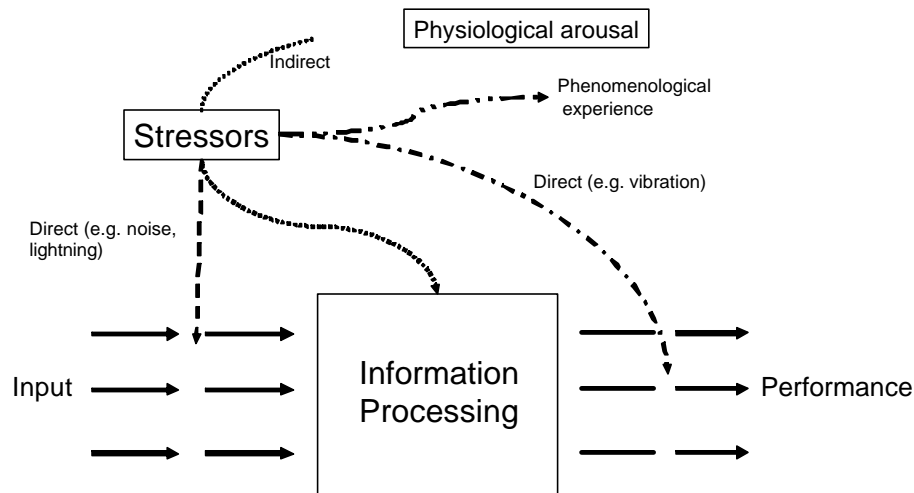 Physiological arousal
Indirect
Phenomenological
experience
Stressors
Direct (e.g. vibration)
Direct (e.g. noise,
lightning)
Information
Processing
Input
Performance